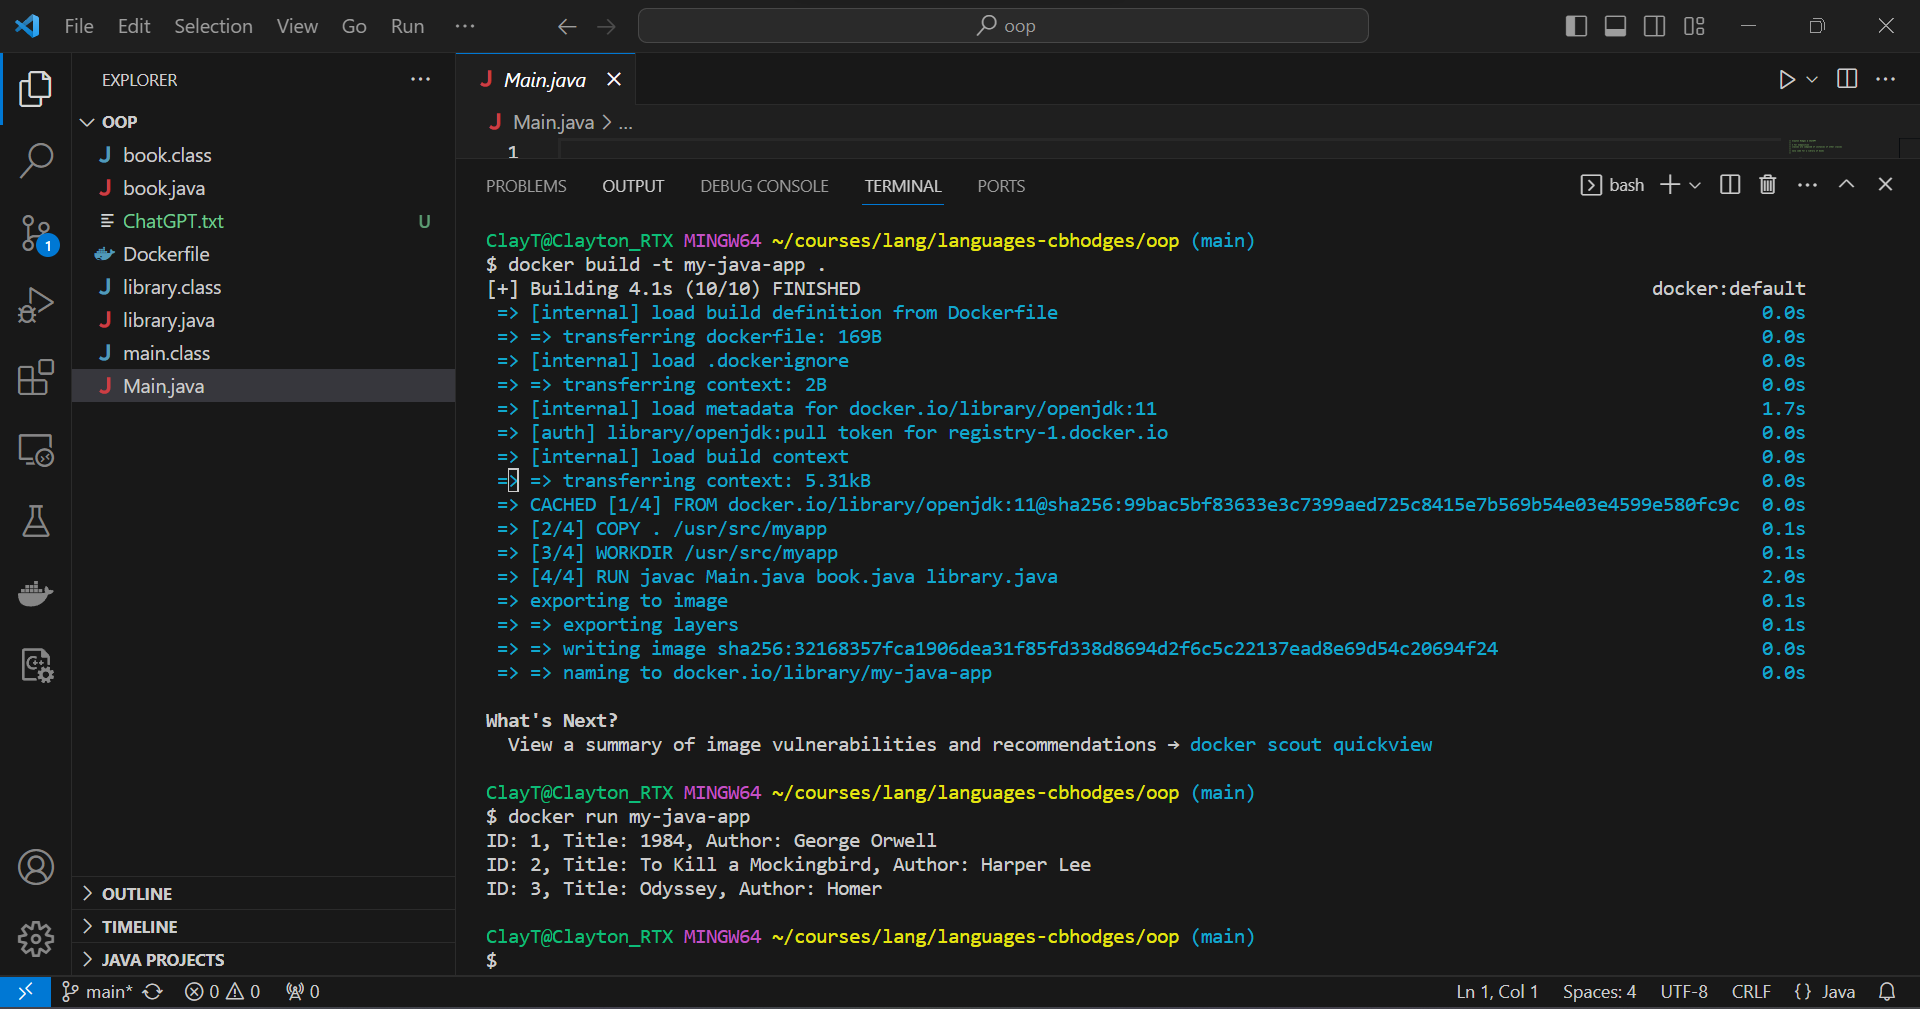 File Edit Selection View Go Run ...
oop
EXPLORER
OOP
book.class
book.java
ChatGPT.txt U
Dockerfile
library.class
library.java
main.class
Main.java
OUTLINE
TIMELINE
JAVA PROJECTS
1
Main.java
Main.java > ...
1
PROBLEMS OUTPUT DEBUG CONSOLE TERMINAL PORTS
bash
ClayT@Clayton_RTX MINGW64 ~/courses/lang/languages-cbhodges/oop (main)
$ docker build -t my-java-app .
[+] Building 4.1s (10/10) FINISHED docker:default
=> [internal] load build definition from Dockerfile 0.0s
=> => transferring dockerfile: 169B 0.0s
=> [internal] load .dockerignore 0.0s
=> => transferring context: 2B 0.0s
=> [internal] load metadata for docker.io/library/openjdk:11 1.7s
=> [auth] library/openjdk:pull token for registry-1.docker.io 0.0s
=> [internal] load build context 0.0s
=> => transferring context: 5.31kB 0.0s
=> CACHED [1/4] FROM docker.io/library/openjdk:11@sha256:99bac5bf83633e3c7399aed725c8415e7b569b54e03e4599e580fc9c 0.0s
=> [2/4] COPY . /usr/src/myapp 0.1s
=> [3/4] WORKDIR /usr/src/myapp 0.1s
=> [4/4] RUN javac Main.java book.java library.java 2.0s
=> exporting to image 0.1s
=> => exporting layers 0.1s
=> => writing image sha256:32168357fca1906dea31f85fd338d8694d2f6c5c22137ead8e69d54c20694f24 0.0s
=> => naming to docker.io/library/my-java-app 0.0s
What's Next?
View a summary of image vulnerabilities and recommendations → docker scout quickview
ClayT@Clayton_RTX MINGW64 ~/courses/lang/languages-cbhodges/oop (main)
$ docker run my-java-app
ID: 1, Title: 1984, Author: George Orwell
ID: 2, Title: To Kill a Mockingbird, Author: Harper Lee
ID: 3, Title: Odyssey, Author: Homer
ClayT@Clayton_RTX MINGW64 ~/courses/lang/languages-cbhodges/oop (main)
$
main* 0 0 0 Ln 1, Col 1 Spaces: 4 UTF-8 CRLF {} Java